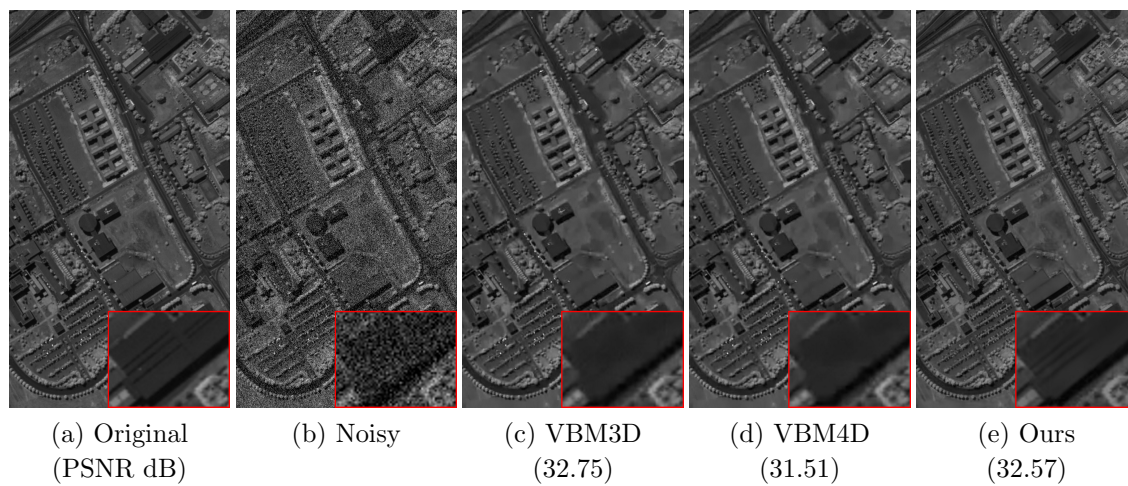 (a) Original
(PSNR dB)
(b) Noisy
(c) VBM3D
(32.75)
(d) VBM4D
(31.51)
(e) Ours
(32.57)